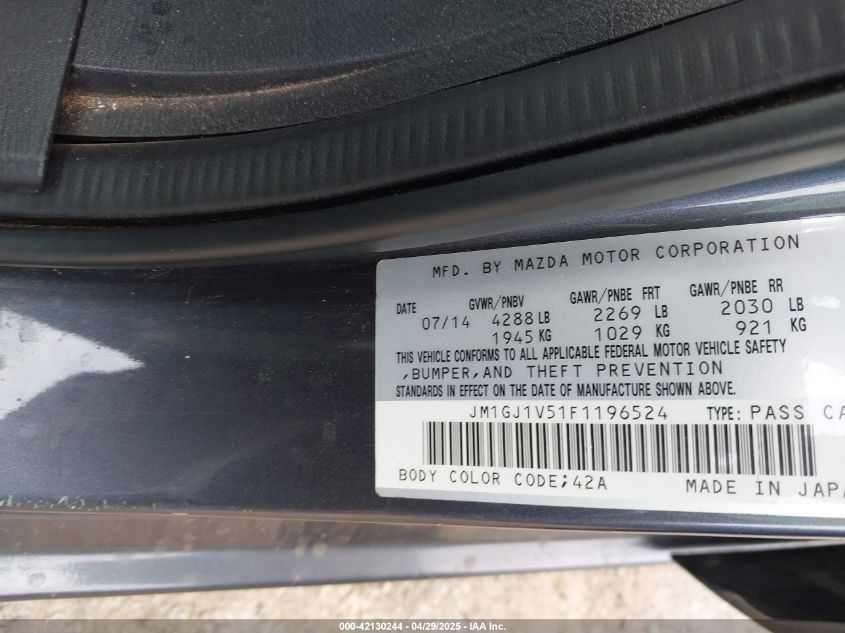 MFD. BY MAZDA MOTOR CORPORATION
DATE GVWR/PNBV GAWR/PNBE FRT GAWR/PNBE RR
07/14 4288 LB 2269 LB 2030 LB
1945 KG 1029 KG 921 KG
THIS VEHICLE CONFORMS TO ALL APPLICABLE FEDERAL MOTOR VEHICLE SAFETY
,BUMPER,AND THEFT PREVENTION
STANDARDS IN EFFECT ON THE DATE OF MANUFACTURE SHOWN ABOVE.
JM1GJ1V51F1196524 TYPE: PASS CA
BODY COLOR CODE;42A MADE IN JAPA
000-42130244 | 04/29/2025 | IAA Inc.